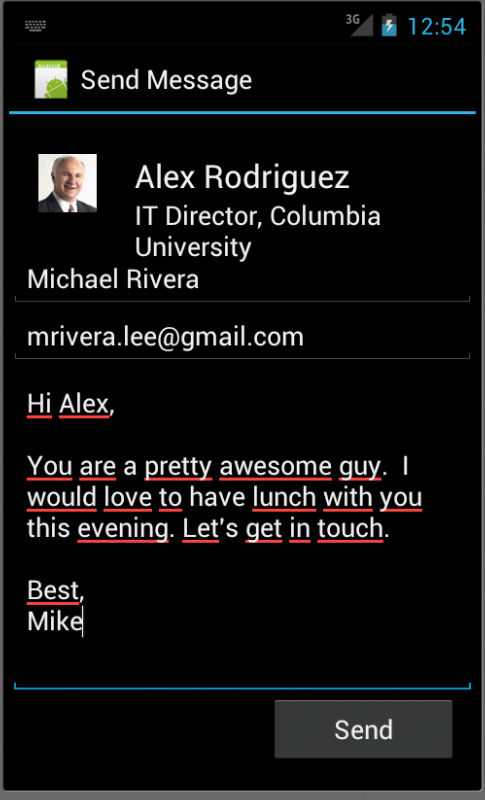 3G 12:54
Android
Send Message
Alex Rodriguez
IT Director, Columbia
University
Michael Rivera
mrivera.lee@gmail.com
Hi Alex,
You are a pretty awesome guy.  I
would love to have lunch with you
this evening. Let's get in touch.
Best,
Mike
Send